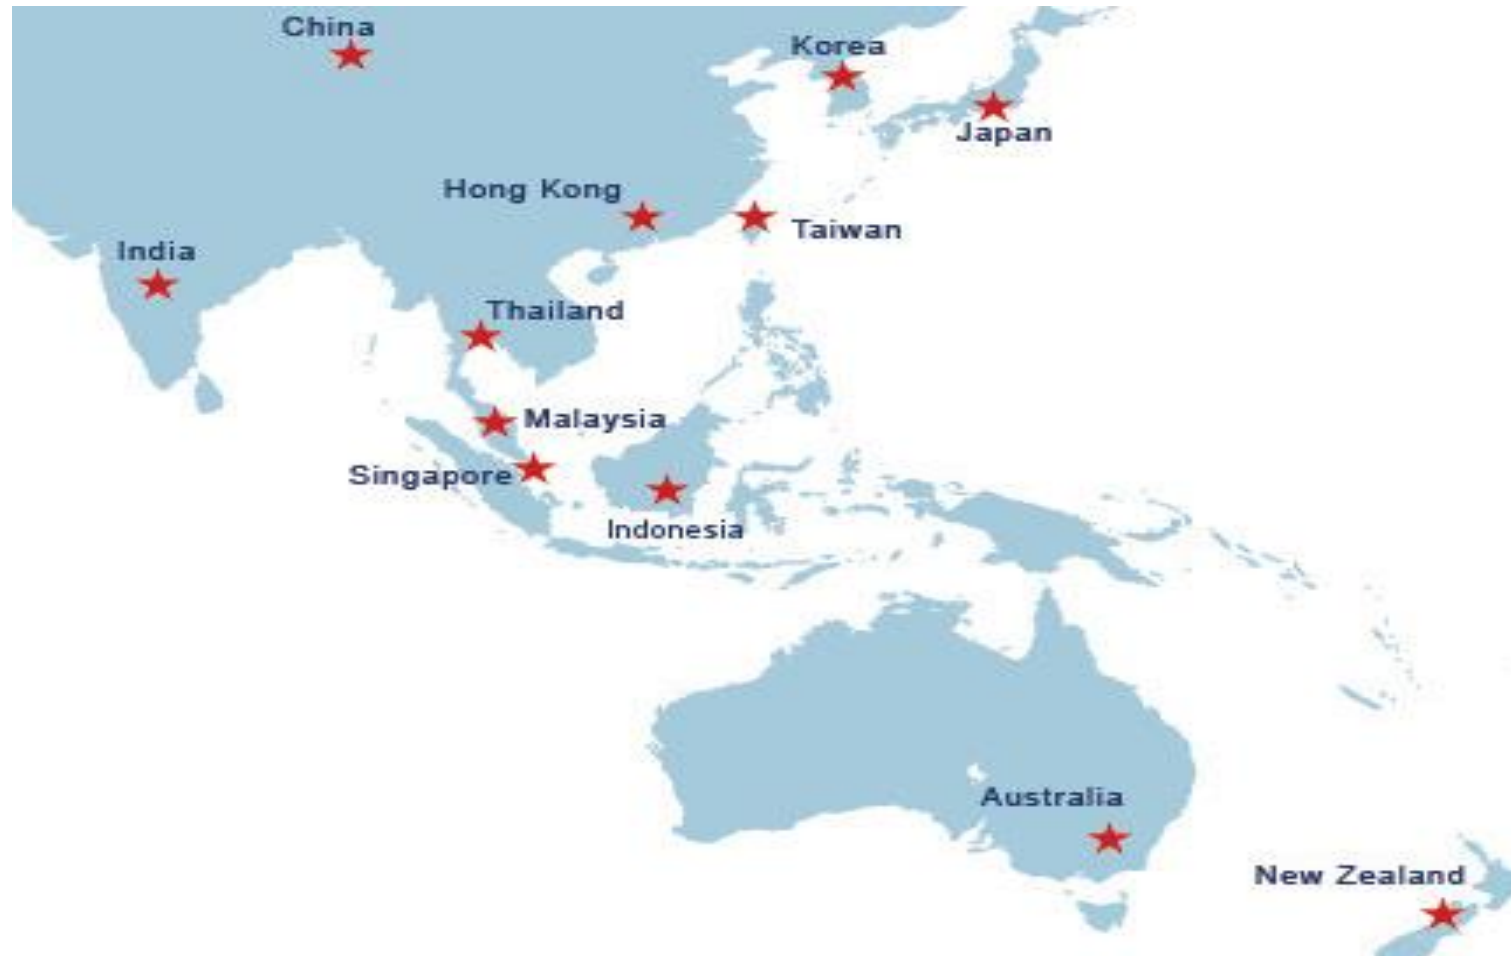 China
Korea
Japan
Hong Kong
Taiwan
India
Thailand
Malaysia
Singapore
Indonesia
Australia
New Zealand